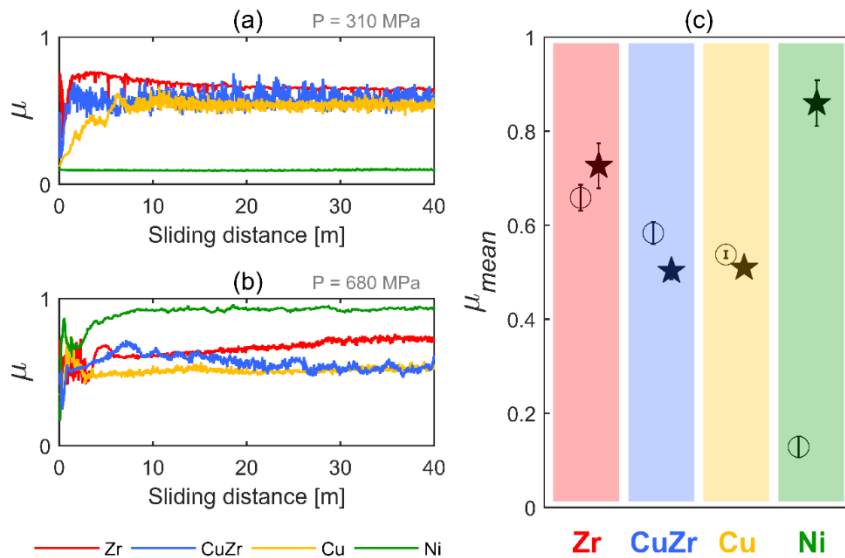 (a) P = 310 MPa
1
μ
0
0 10 20 30 40
Sliding distance [m]
(b) P = 680 MPa
1
μ
0
0 10 20 30 40
Sliding distance [m]
Zr CuZr Cu Ni
(c)
1
0.8
0.6
0.4
0.2
0
μmean
Zr CuZr Cu Ni